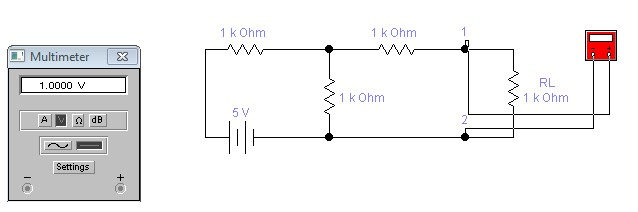 Multimeter
1.0000 V
A V Ω dB
Settings
− +
1 k Ohm
1 k Ohm
1
1 k Ohm
RL
1 k Ohm
5 V
2